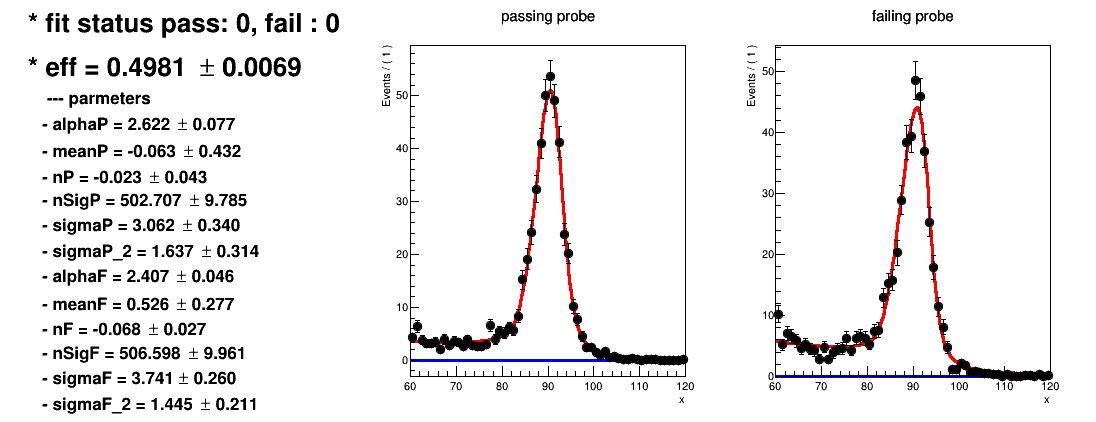 * fit status pass: 0, fail : 0
* eff = 0.4981 ± 0.0069
--- parmeters
- alphaP = 2.622 ± 0.077
- meanP = -0.063 ± 0.432
- nP = -0.023 ± 0.043
- nSigP = 502.707 ± 9.785
- sigmaP = 3.062 ± 0.340
- sigmaP_2 = 1.637 ± 0.314
- alphaF = 2.407 ± 0.046
- meanF = 0.526 ± 0.277
- nF = -0.068 ± 0.027
- nSigF = 506.598 ± 9.961
- sigmaF = 3.741 ± 0.260
- sigmaF_2 = 1.445 ± 0.211
passing probe
Events / ( 1 )
50
40
30
20
10
0
60 70 80 90 100 110 120
x
failing probe
Events / ( 1 )
50
40
30
20
10
0
60 70 80 90 100 110 120
x